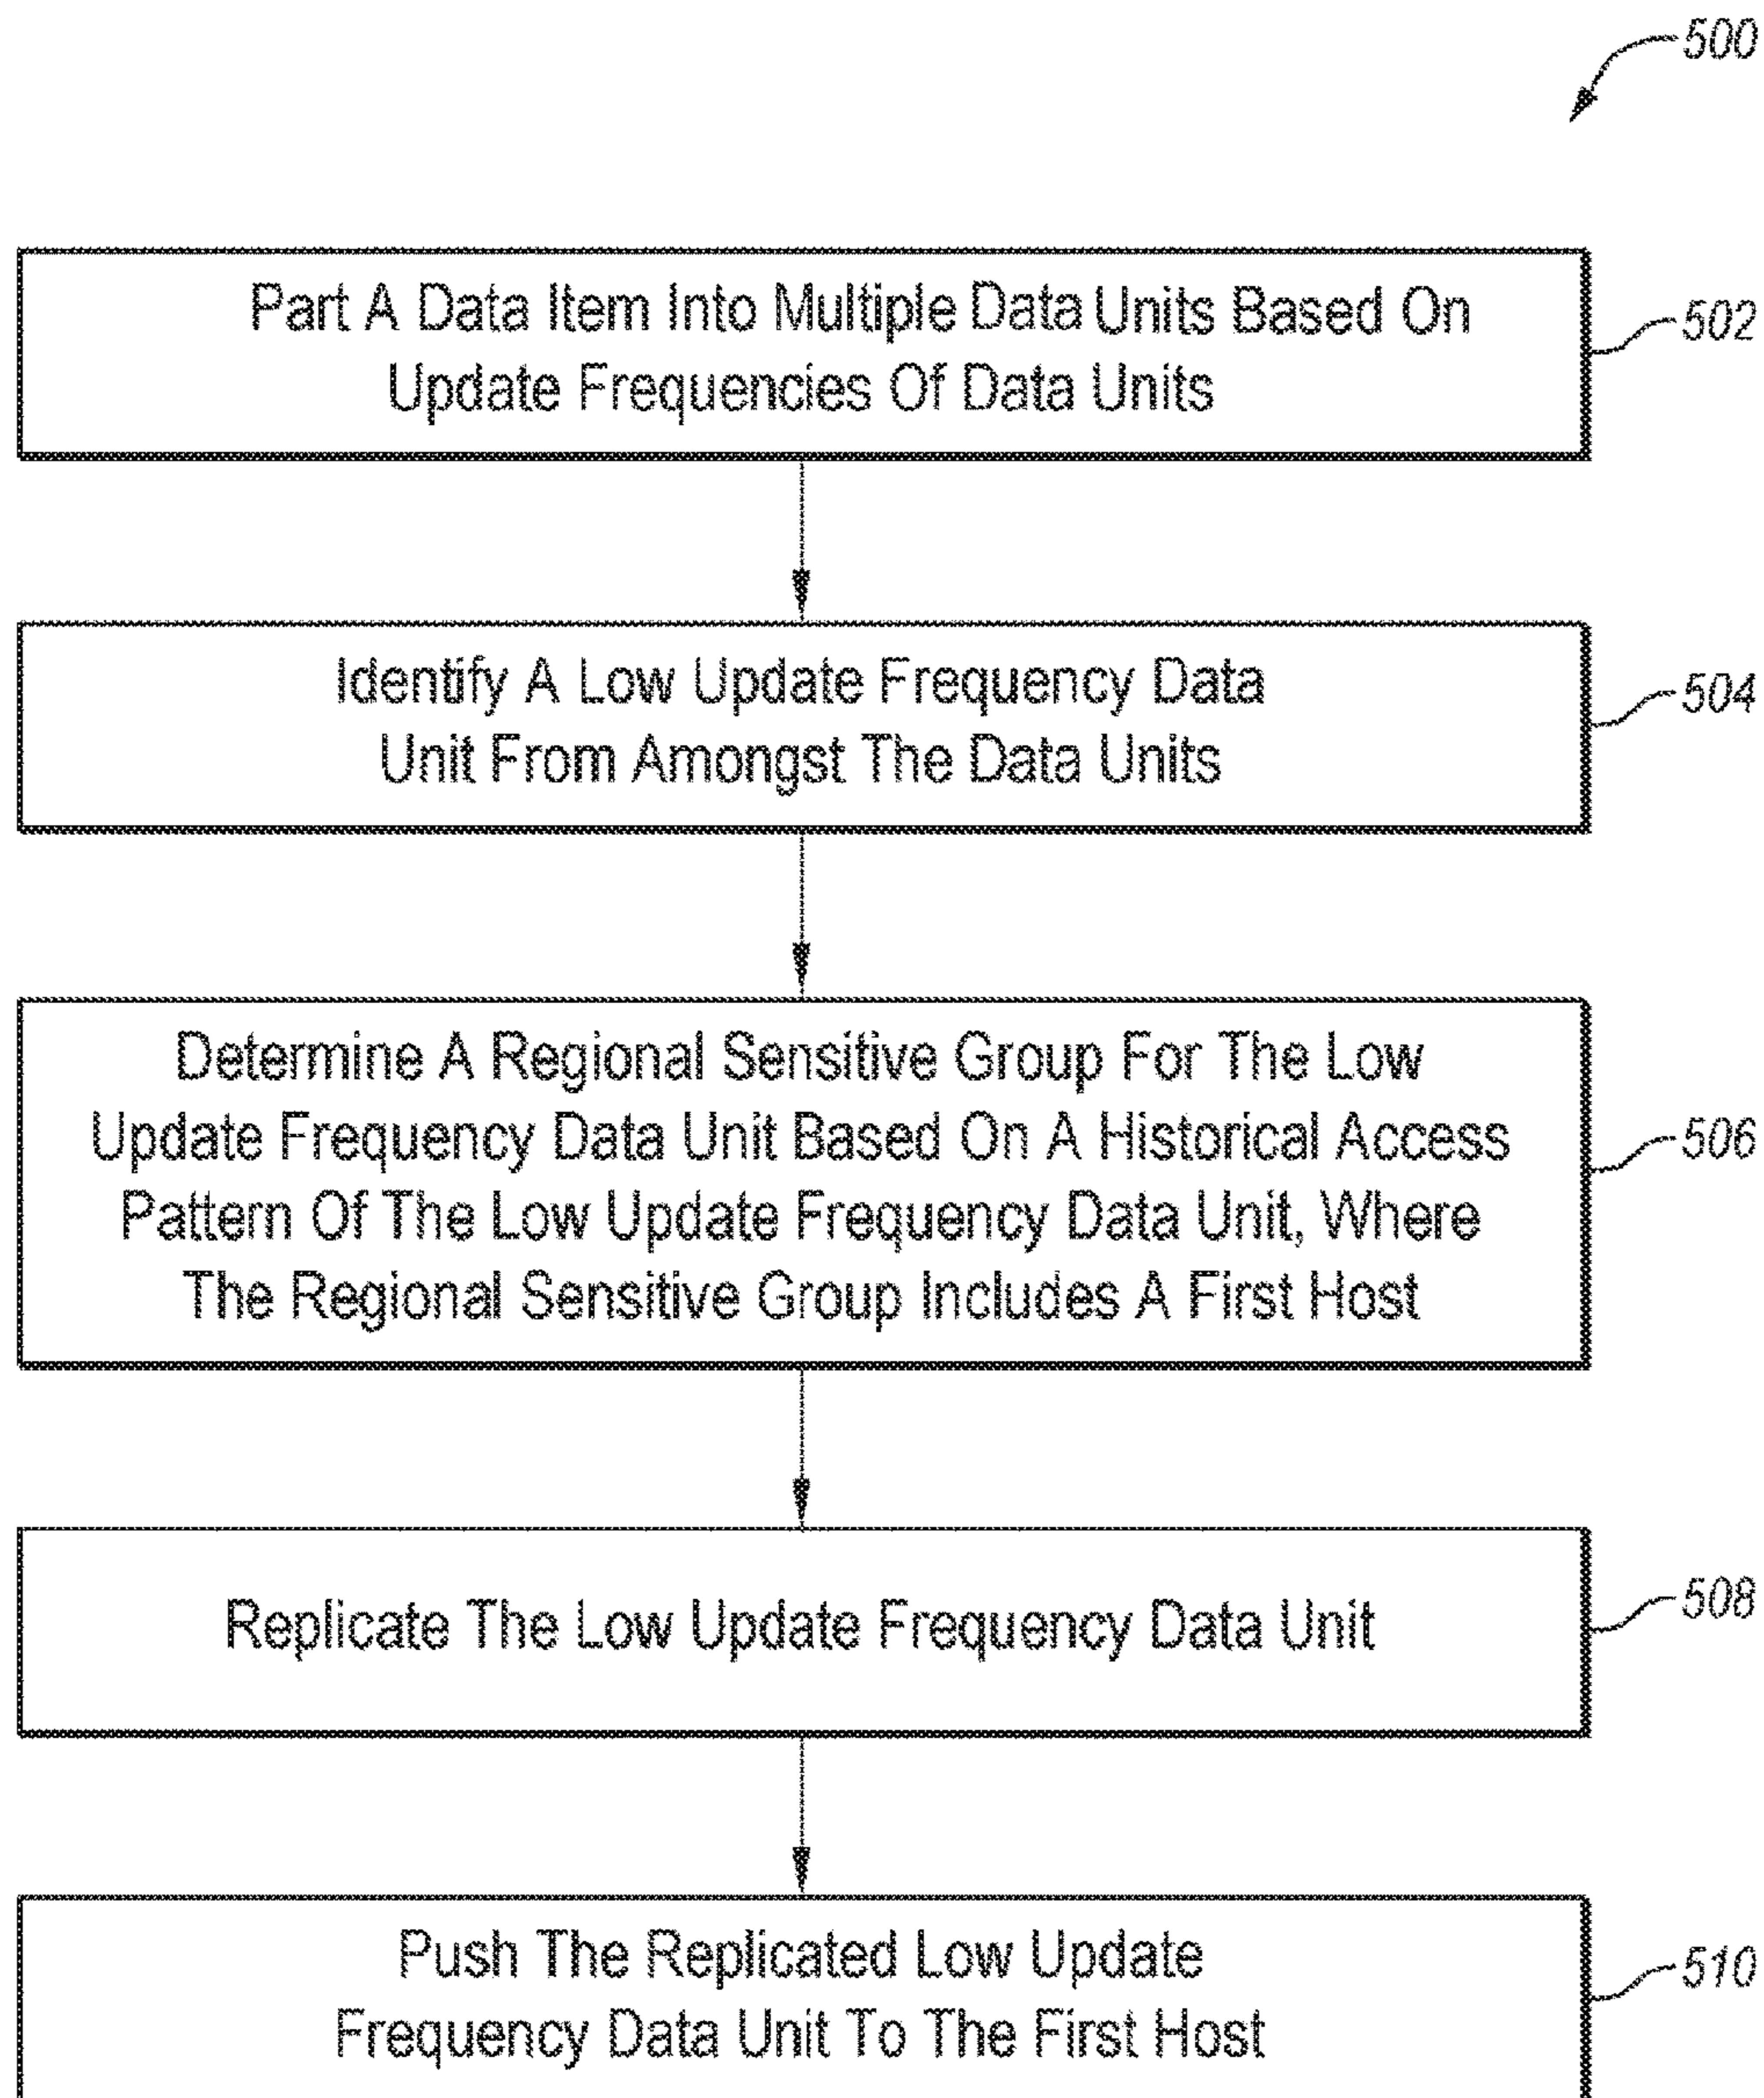 500
Part A Data Item Into Multiple Data Units Based On
Update Frequencies Of Data Units
502
Identify A Low Update Frequency Data
Unit From Amongst The Data Units
504
Determine A Regional Sensitive Group For The Low
Update Frequency Data Unit Based On A Historical Access
Pattern Of The Low Update Frequency Data Unit, Where
The Regional Sensitive Group Includes A First Host
506
Replicate The Low Update Frequency Data Unit
508
Push The Replicated Low Update
Frequency Data Unit To The First Host
510